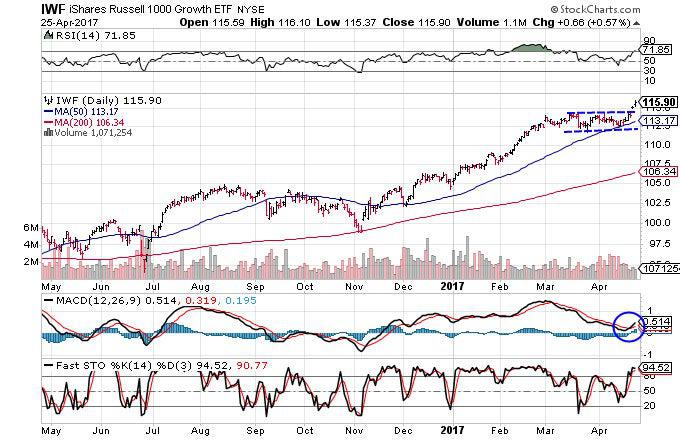 IWF iShares Russell 1000 Growth ETF NYSE
© StockCharts.com
25-Apr-2017 Open 115.59 High 116.10 Low 115.37 Close 115.90 Volume 1.1M Chg +0.66 (+0.57%)
RSI(14) 71.85
90
71.85
50
30
10
IWF (Daily) 115.90
MA(50) 113.17
MA(200) 106.34
Volume 1,071,254
115.90
113.17
112.5
110.0
107.5
106.34
105.0
102.5
100.0
97.5
95.0
6M
4M
2M
1071254
May Jun Jul Aug Sep Oct Nov Dec 2017 Feb Mar Apr
MACD(12,26,9) 0.514, 0.319, 0.195
1
0.514
-1
Fast STO %K(14) %D(3) 94.52, 90.77
94.52
80
50
20
May Jun Jul Aug Sep Oct Nov Dec 2017 Feb Mar Apr